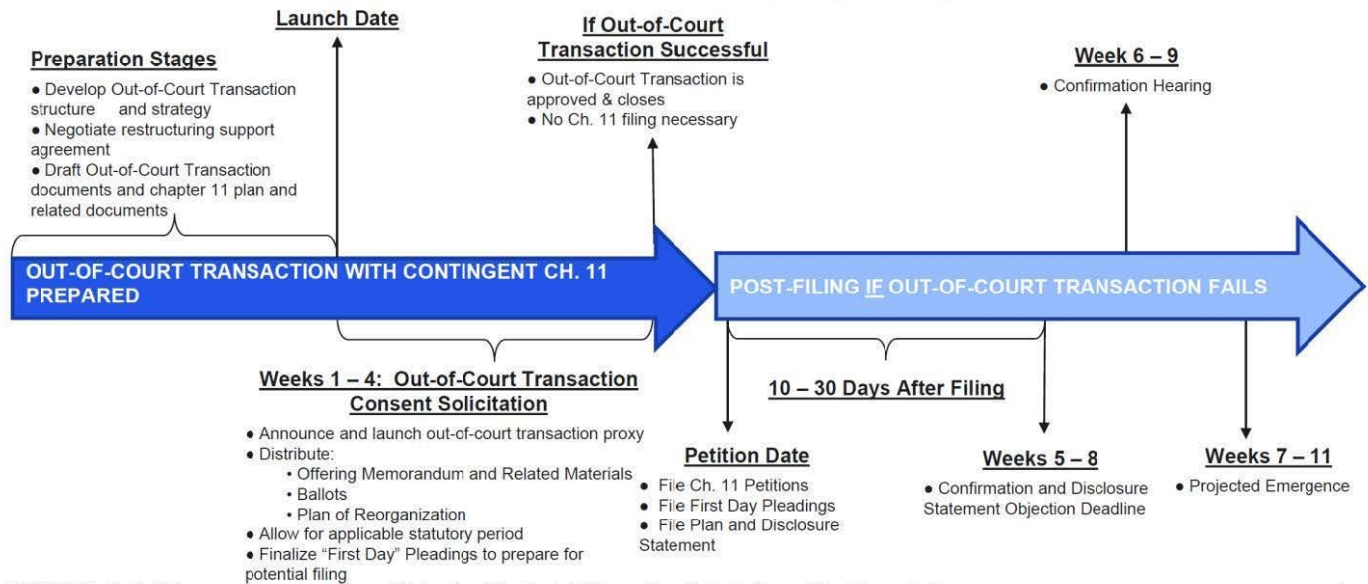 Launch Date
If Out-of-Court
Transaction Successful
● Out-of-Court Transaction is
approved & closes
● No Ch. 11 filing necessary
Week 6 – 9
● Confirmation Hearing
Preparation Stages
● Develop Out-of-Court Transaction
structure and strategy
● Negotiate restructuring support
agreement
● Draft Out-of-Court Transaction
documents and chapter 11 plan and
related documents
OUT-OF-COURT TRANSACTION WITH CONTINGENT CH. 11
PREPARED
POST-FILING IF OUT-OF-COURT TRANSACTION FAILS
Weeks 1 – 4: Out-of-Court Transaction
Consent Solicitation
● Announce and launch out-of-court transaction proxy
● Distribute:
• Offering Memorandum and Related Materials
• Ballots
• Plan of Reorganization
● Allow for applicable statutory period
● Finalize “First Day” Pleadings to prepare for
potential filing
10 – 30 Days After Filing
Petition Date
● File Ch. 11 Petitions
● File First Day Pleadings
● File Plan and Disclosure
Statement
Weeks 5 – 8
● Confirmation and Disclosure
Statement Objection Deadline
Weeks 7 – 11
● Projected Emergence